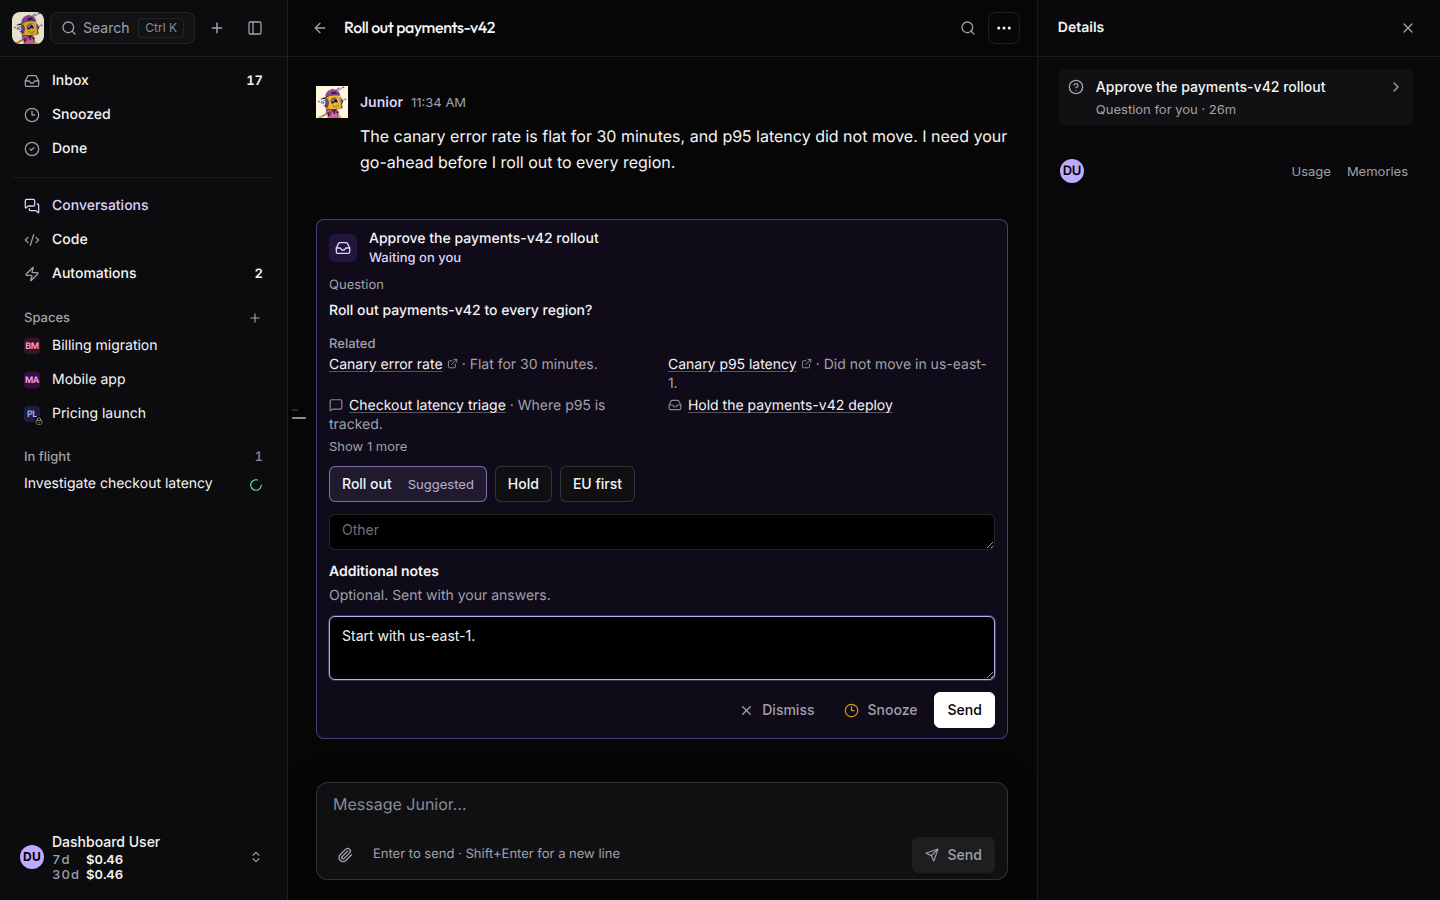 Search Ctrl K
Inbox 17
Snoozed
Done
Conversations
Code
Automations 2
Spaces
BM Billing migration
MA Mobile app
PL Pricing launch
In flight 1
Investigate checkout latency
DU Dashboard User
7d $0.46
30d $0.46
Roll out payments-v42
Junior 11:34 AM
The canary error rate is flat for 30 minutes, and p95 latency did not move. I need your
go-ahead before I roll out to every region.
Approve the payments-v42 rollout
Waiting on you
Question
Roll out payments-v42 to every region?
Related
Canary error rate · Flat for 30 minutes.
Canary p95 latency · Did not move in us-east-
1.
Checkout latency triage · Where p95 is
tracked.
Hold the payments-v42 deploy
Show 1 more
Roll out Suggested Hold EU first
Other
Additional notes
Optional. Sent with your answers.
Start with us-east-1.
Dismiss Snooze Send
Message Junior...
Enter to send · Shift+Enter for a new line Send
Details
Approve the payments-v42 rollout
Question for you · 26m
DU Usage Memories